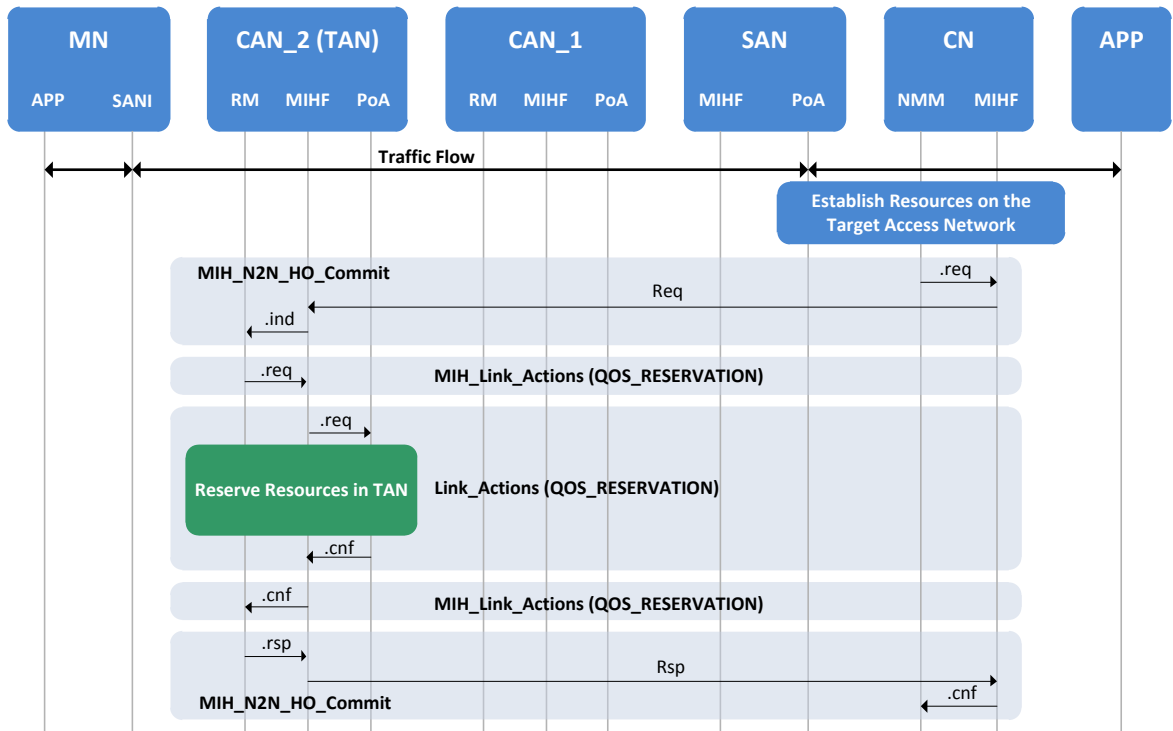 MN CAN_2 (TAN) CAN_1 SAN CN APP
APP SANI RM MIHF PoA RM MIHF PoA MIHF PoA NMM MIHF
Traffic Flow
Establish Resources on the
Target Access Network
MIH_N2N_HO_Commit
.req
Req
.ind
.req
MIH_Link_Actions (QOS_RESERVATION)
.req
Reserve Resources in TAN
Link_Actions (QOS_RESERVATION)
.cnf
.cnf
MIH_Link_Actions (QOS_RESERVATION)
.rsp
Rsp
MIH_N2N_HO_Commit
.cnf